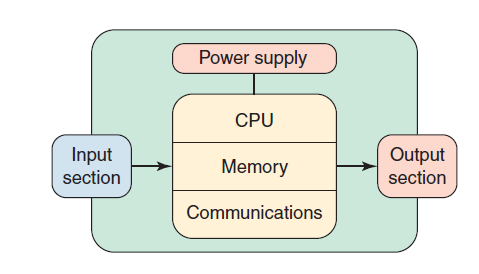 Power supply
CPU
Input
section
Memory
Output
section
Communications